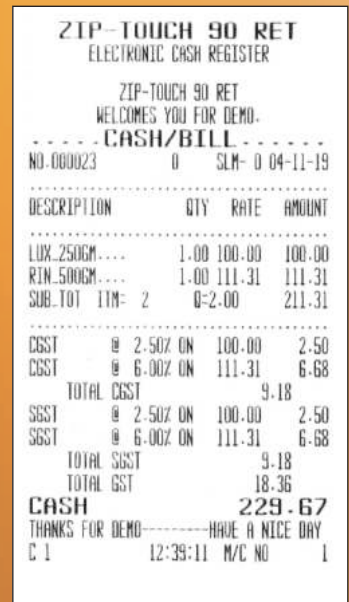 ZIP-TOUCH 90 RET
ELECTRONIC CASH REGISTER
ZIP-TOUCH 90 RET
WELCOMES YOU FOR DEMO.
- - - - - CASH/BILL - - - - - -
NO.000023 0 SLM- 0 04-11-19
DESCRIPTION QTY RATE AMOUNT
LUX_250GM.... 1.00 100.00 100.00
RIN_500GM.... 1.00 111.31 111.31
SUB_TOT ITM= 2 Q=2.00 211.31
CGST @ 2.50% ON 100.00 2.50
CGST @ 6.00% ON 111.31 6.68
TOTAL CGST 9.18
SGST @ 2.50% ON 100.00 2.50
SGST @ 6.00% ON 111.31 6.68
TOTAL SGST 9.18
TOTAL GST 18.36
CASH 229.67
THANKS FOR DEMO---------HAVE A NICE DAY
C 1 12:39:11 M/C NO 1